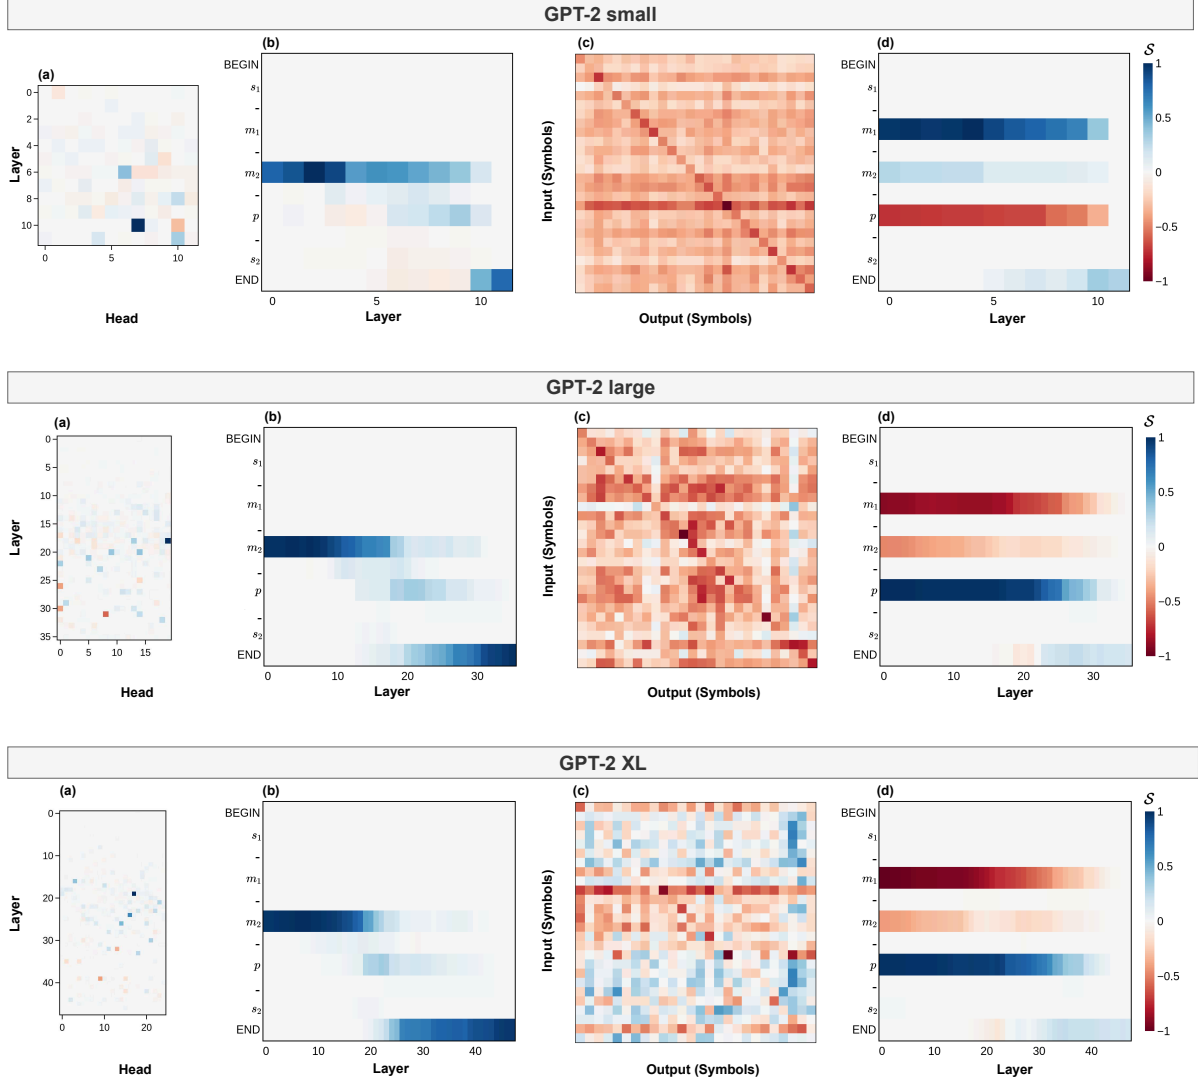 GPT-2 small
(a)
Layer
0
2
4
6
8
10
0 5 10
Head
(b)
BEGIN
s1
-
m1
-
m2
-
p
-
s2
END
0 5 10
Layer
(c)
Input (Symbols)
Output (Symbols)
(d)
BEGIN
s1
-
m1
-
m2
-
p
-
s2
END
0 5 10
Layer
S
1
0.5
0
−0.5
−1
GPT-2 large
(a)
Layer
0
5
10
15
20
25
30
35
0 5 10 15
Head
(b)
BEGIN
s1
-
m1
-
m2
-
p
-
s2
END
0 10 20 30
Layer
(c)
Input (Symbols)
Output (Symbols)
(d)
BEGIN
s1
-
m1
-
m2
-
p
-
s2
END
0 10 20 30
Layer
S
1
0.5
0
−0.5
−1
GPT-2 XL
(a)
Layer
0
10
20
30
40
0 10 20
Head
(b)
BEGIN
s1
-
m1
-
m2
-
p
-
s2
END
0 10 20 30 40
Layer
(c)
Input (Symbols)
Output (Symbols)
(d)
BEGIN
s1
-
m1
-
m2
-
p
-
s2
END
0 10 20 30 40
Layer
S
1
0.5
0
−0.5
−1